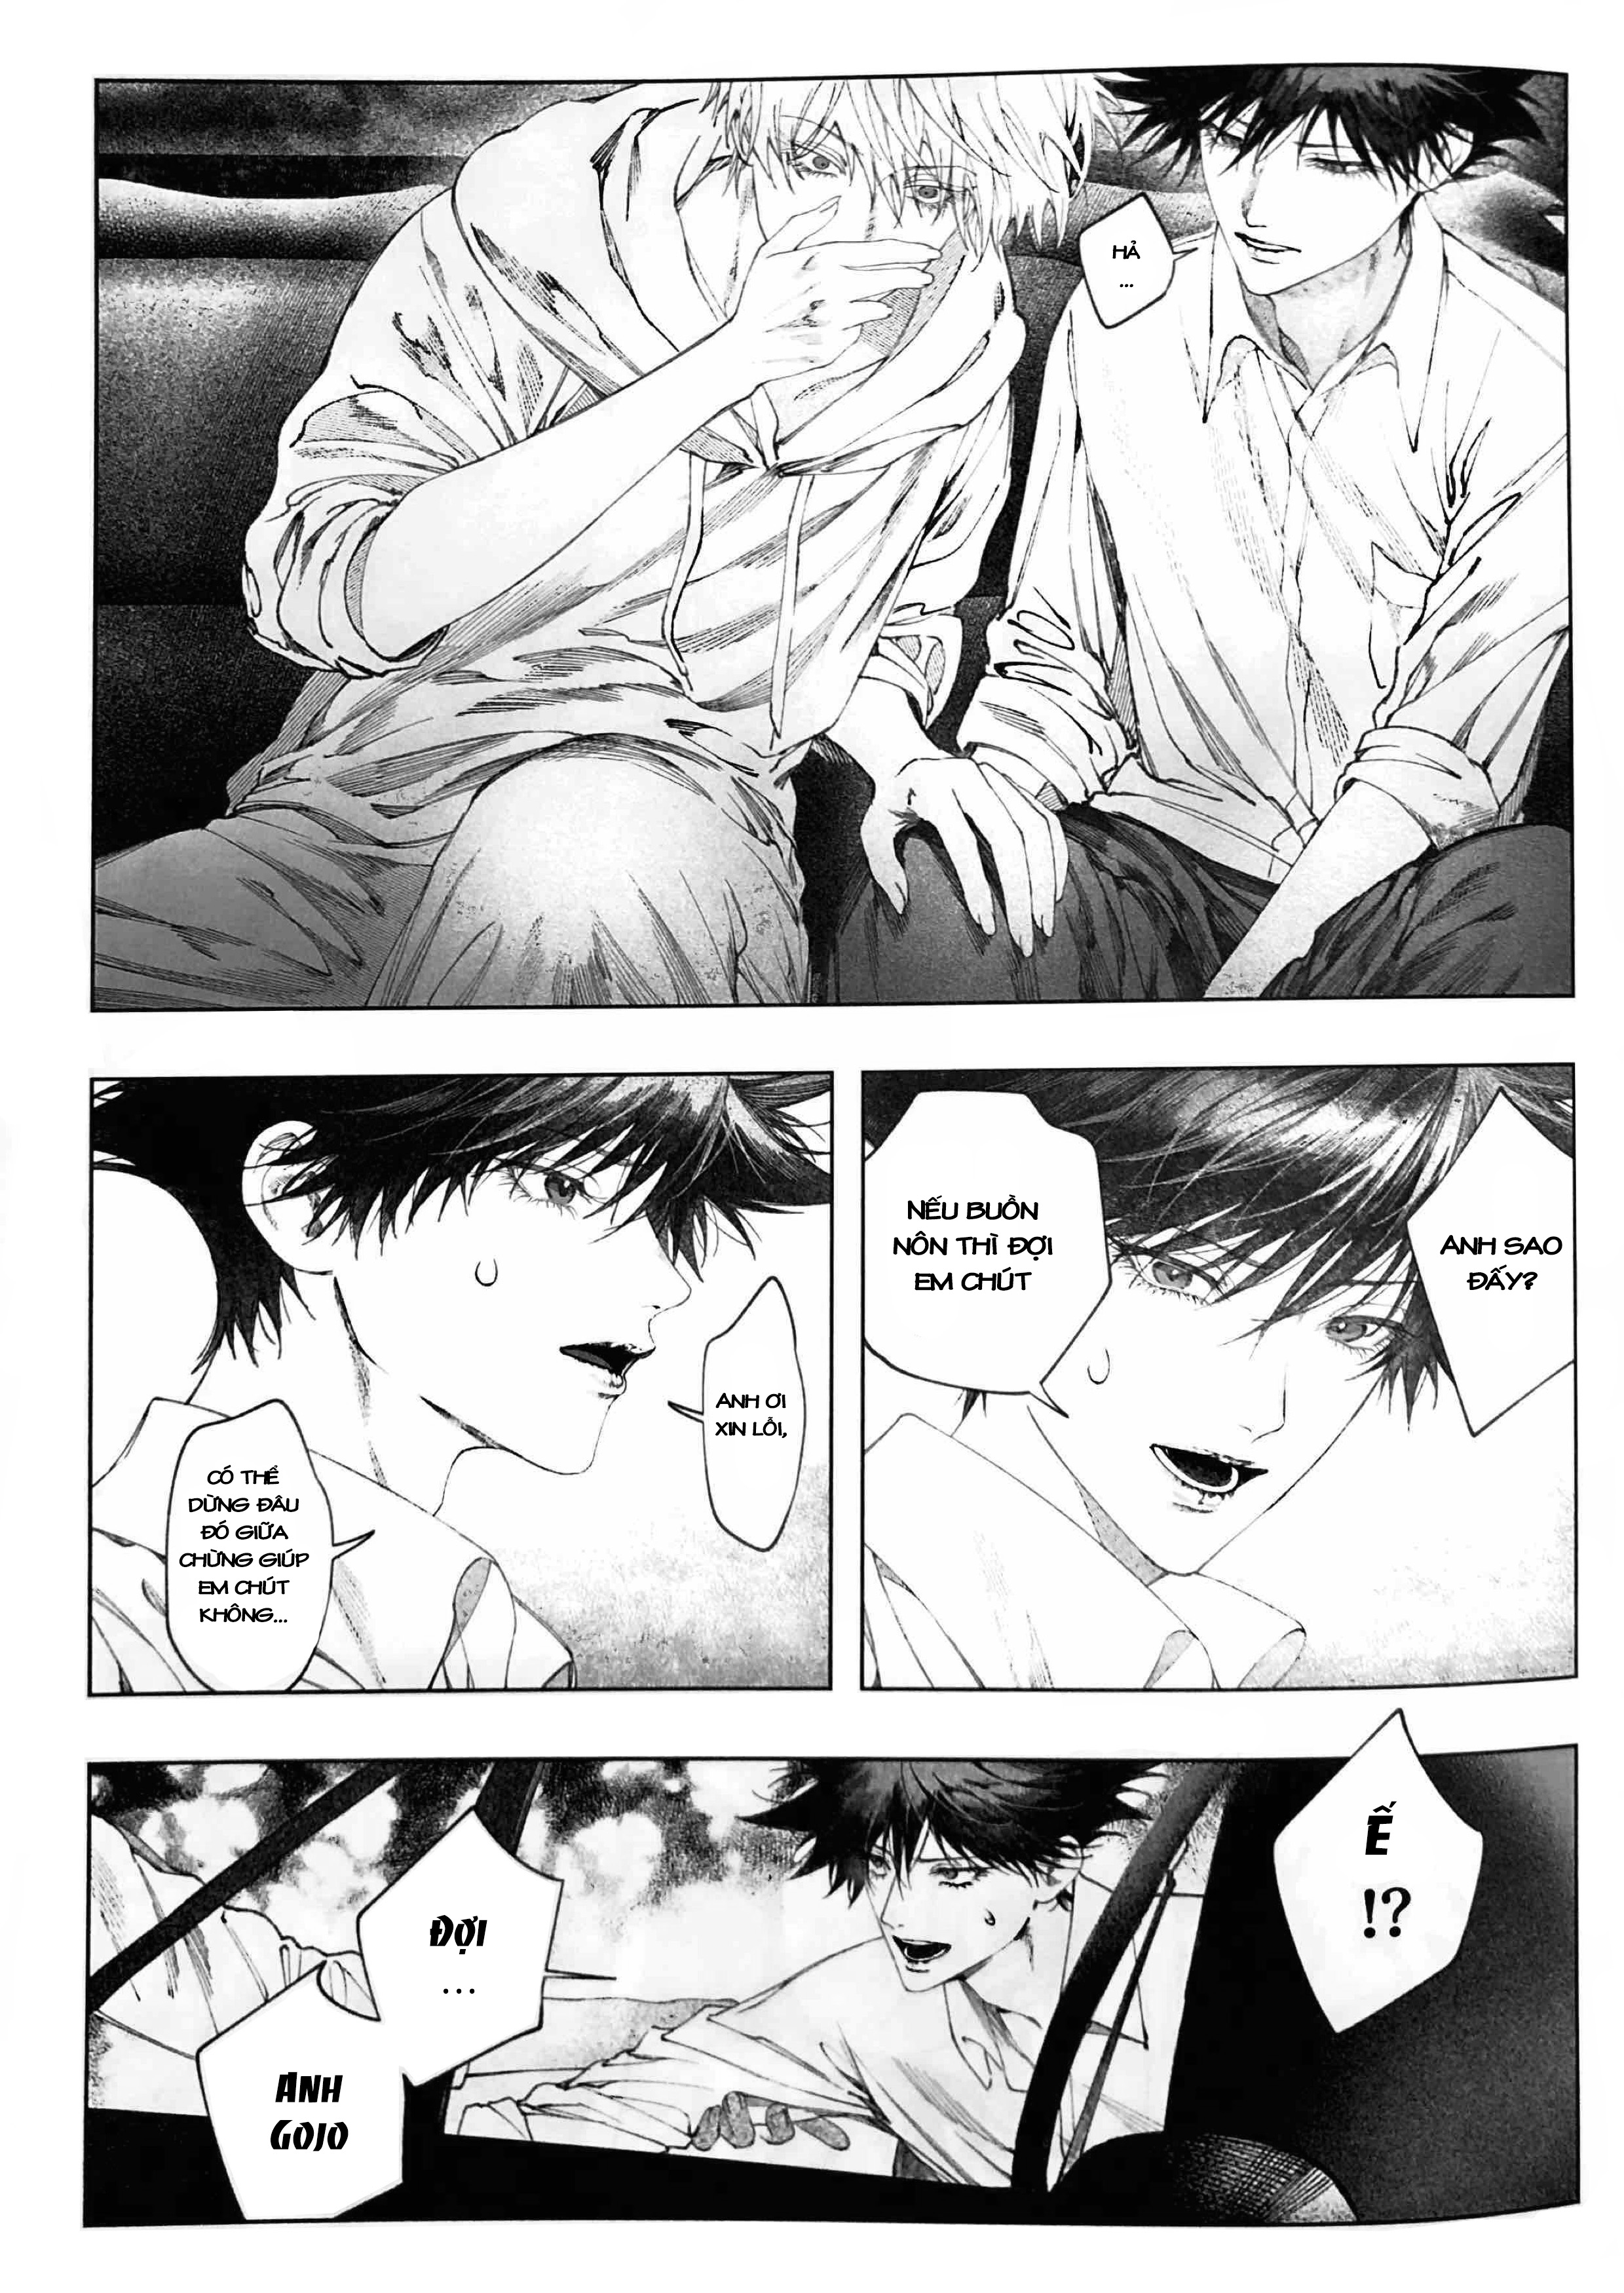 HẢ
...
ANH SAO
ĐẤY?
NẾU BUỒN
NÔN THÌ ĐỢI
EM CHÚT
ANH ƠI
XIN LỖI,
CÓ THỂ
DỪNG ĐÂU
ĐÓ GIỮA
CHỪNG GIÚP
EM CHÚT
KHÔNG...
Ế
!?
ĐỢI
...
ANH
GOJO